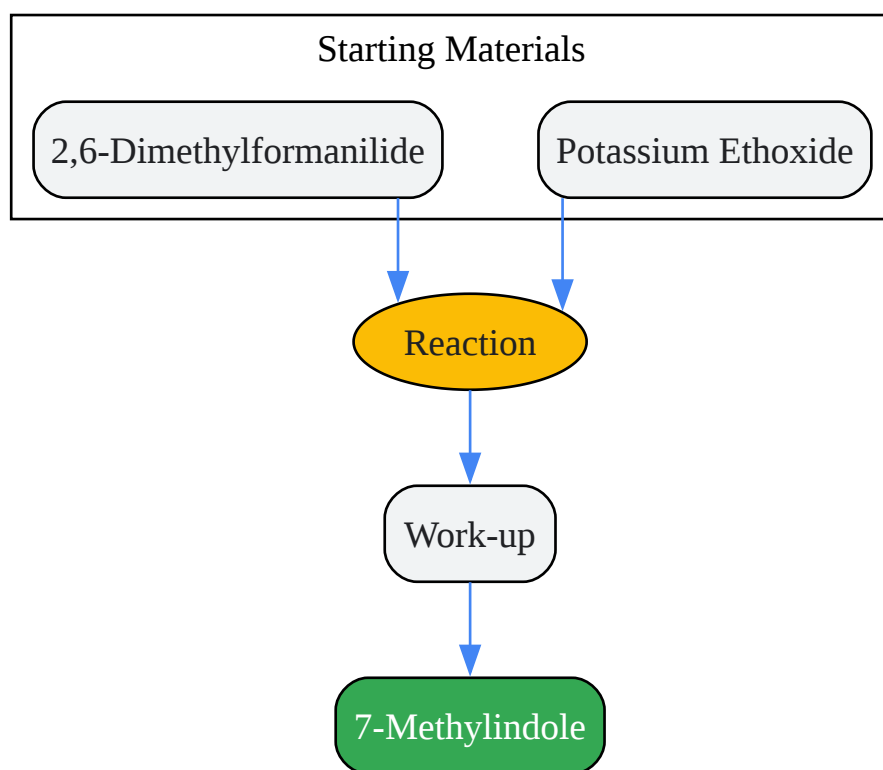 Starting Materials
2,6-Dimethylformanilide
Potassium Ethoxide
Reaction
Work-up
7-Methylindole